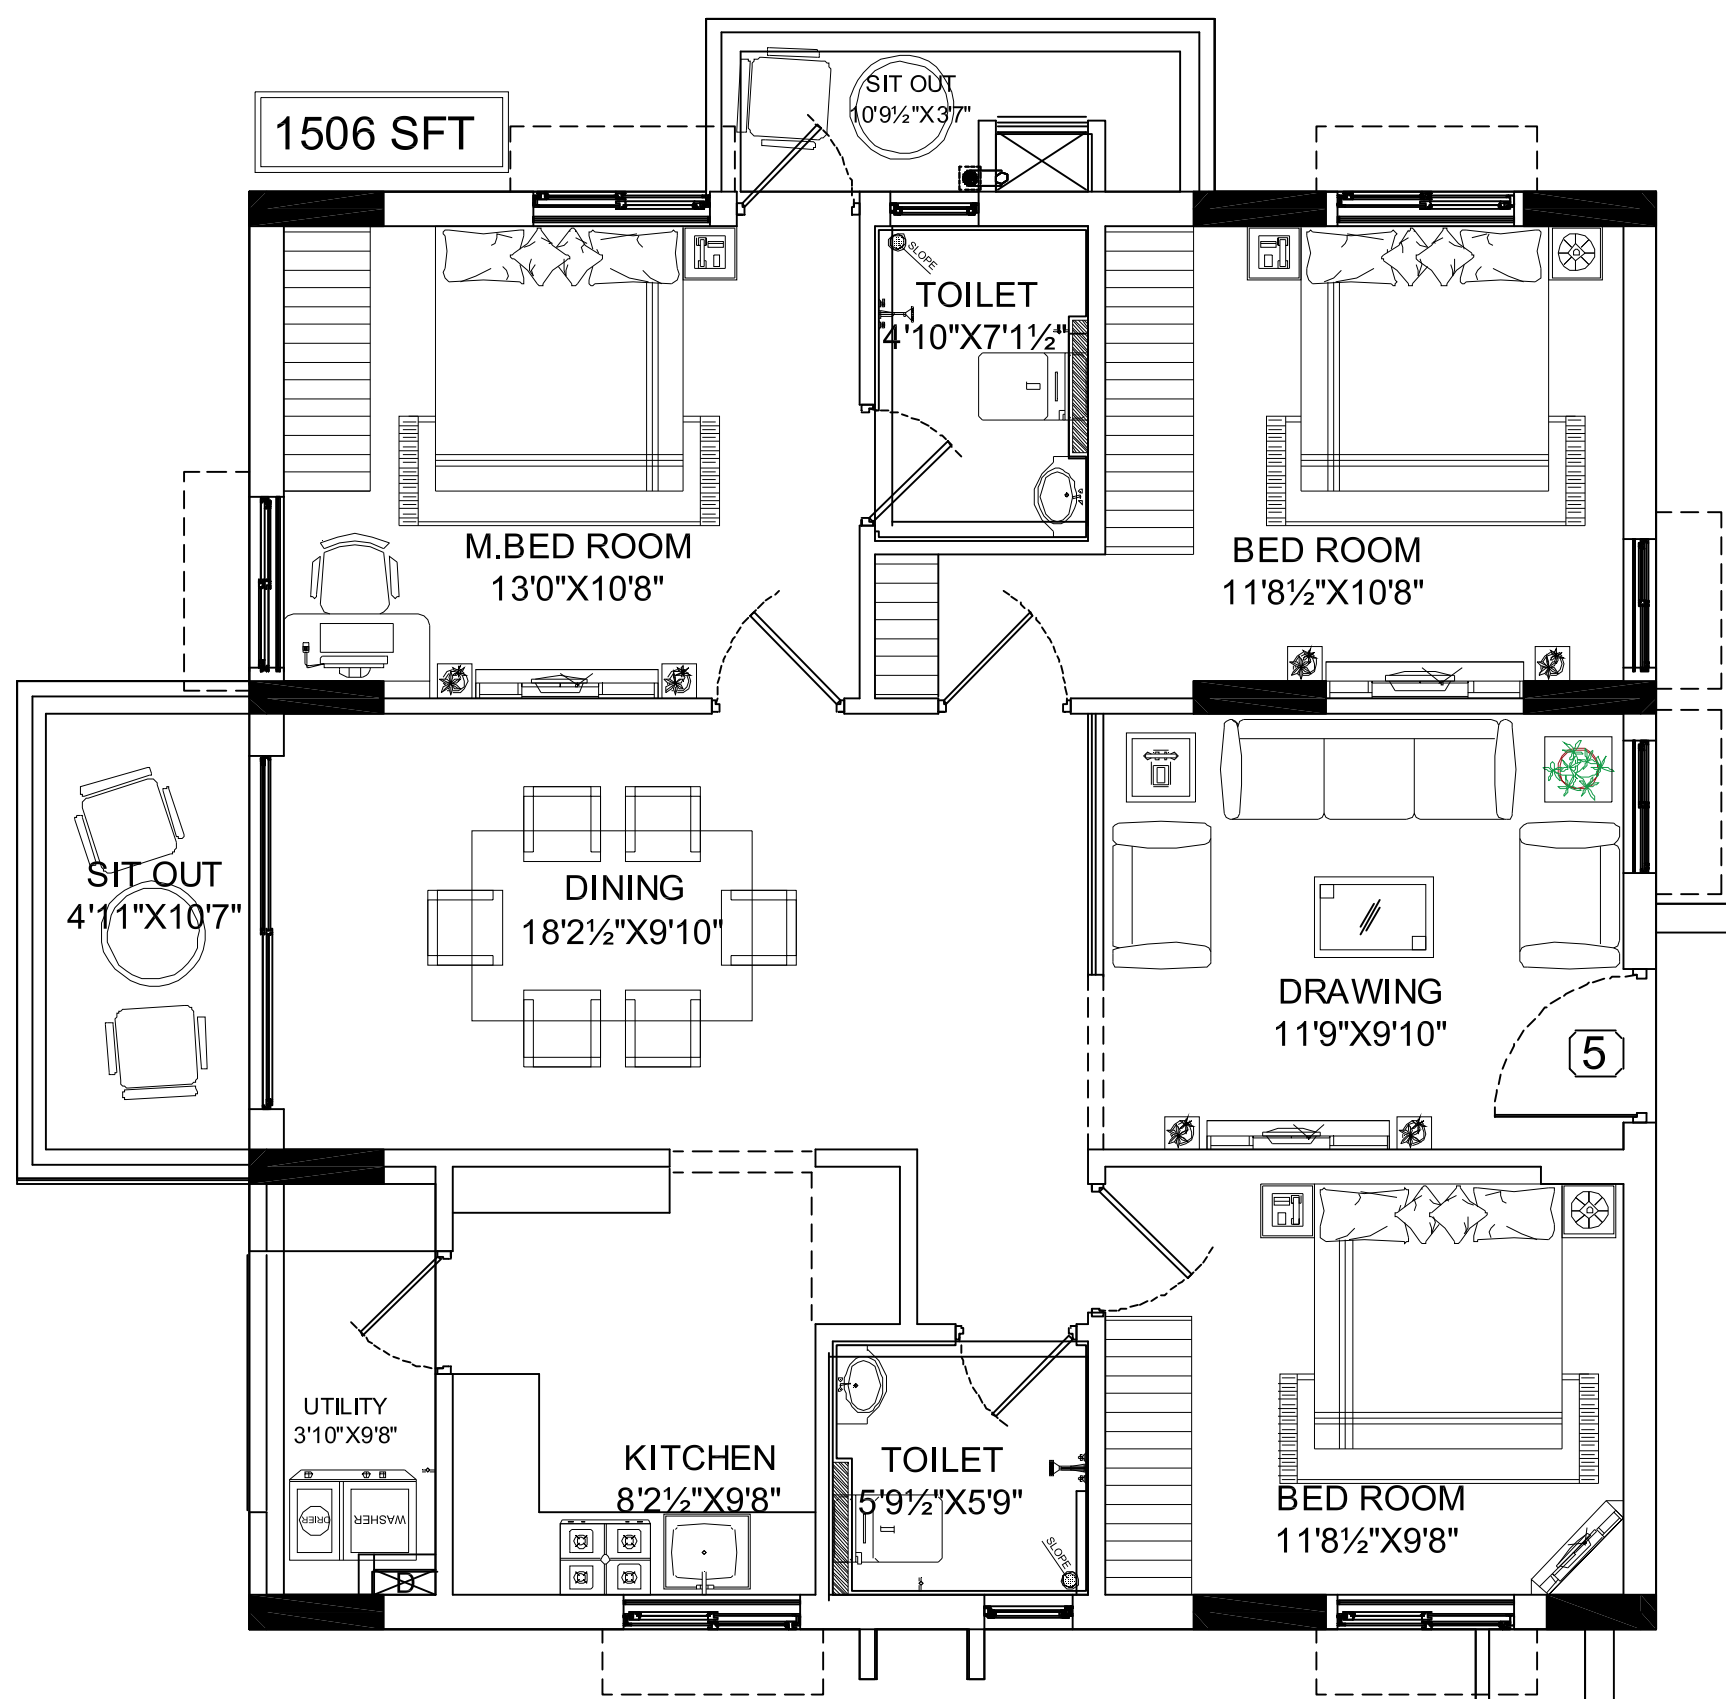 SIT OUT
10'9½"X3'7"
1506 SFT
SLOPE
TOILET
4'10"X7'1½"
M.BED ROOM
13'0"X10'8"
BED ROOM
11'8½"X10'8"
SIT OUT
4'11"X10'7"
DINING
18'2½"X9'10"
DRAWING
11'9"X9'10"
5
UTILITY
3'10"X9'8"
KITCHEN
8'2½"X9'8"
TOILET
5'9½"X5'9"
BED ROOM
11'8½"X9'8"
DRIER
WASHER
SLOPE
D